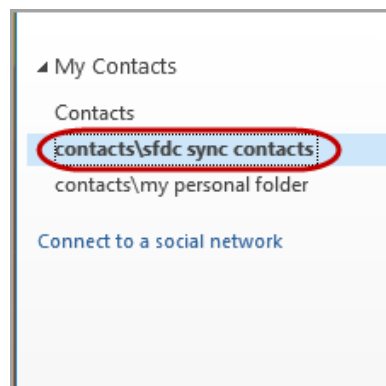 My Contacts
Contacts
contacts\sfdc sync contacts
contacts\my personal folder
Connect to a social network